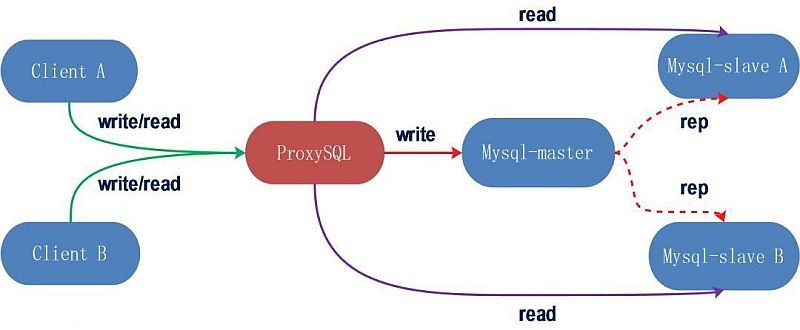 read
Client A
Mysql-slave A
write/read
rep
write
ProxySQL
Mysql-master
write/read
rep
Client B
Mysql-slave B
read